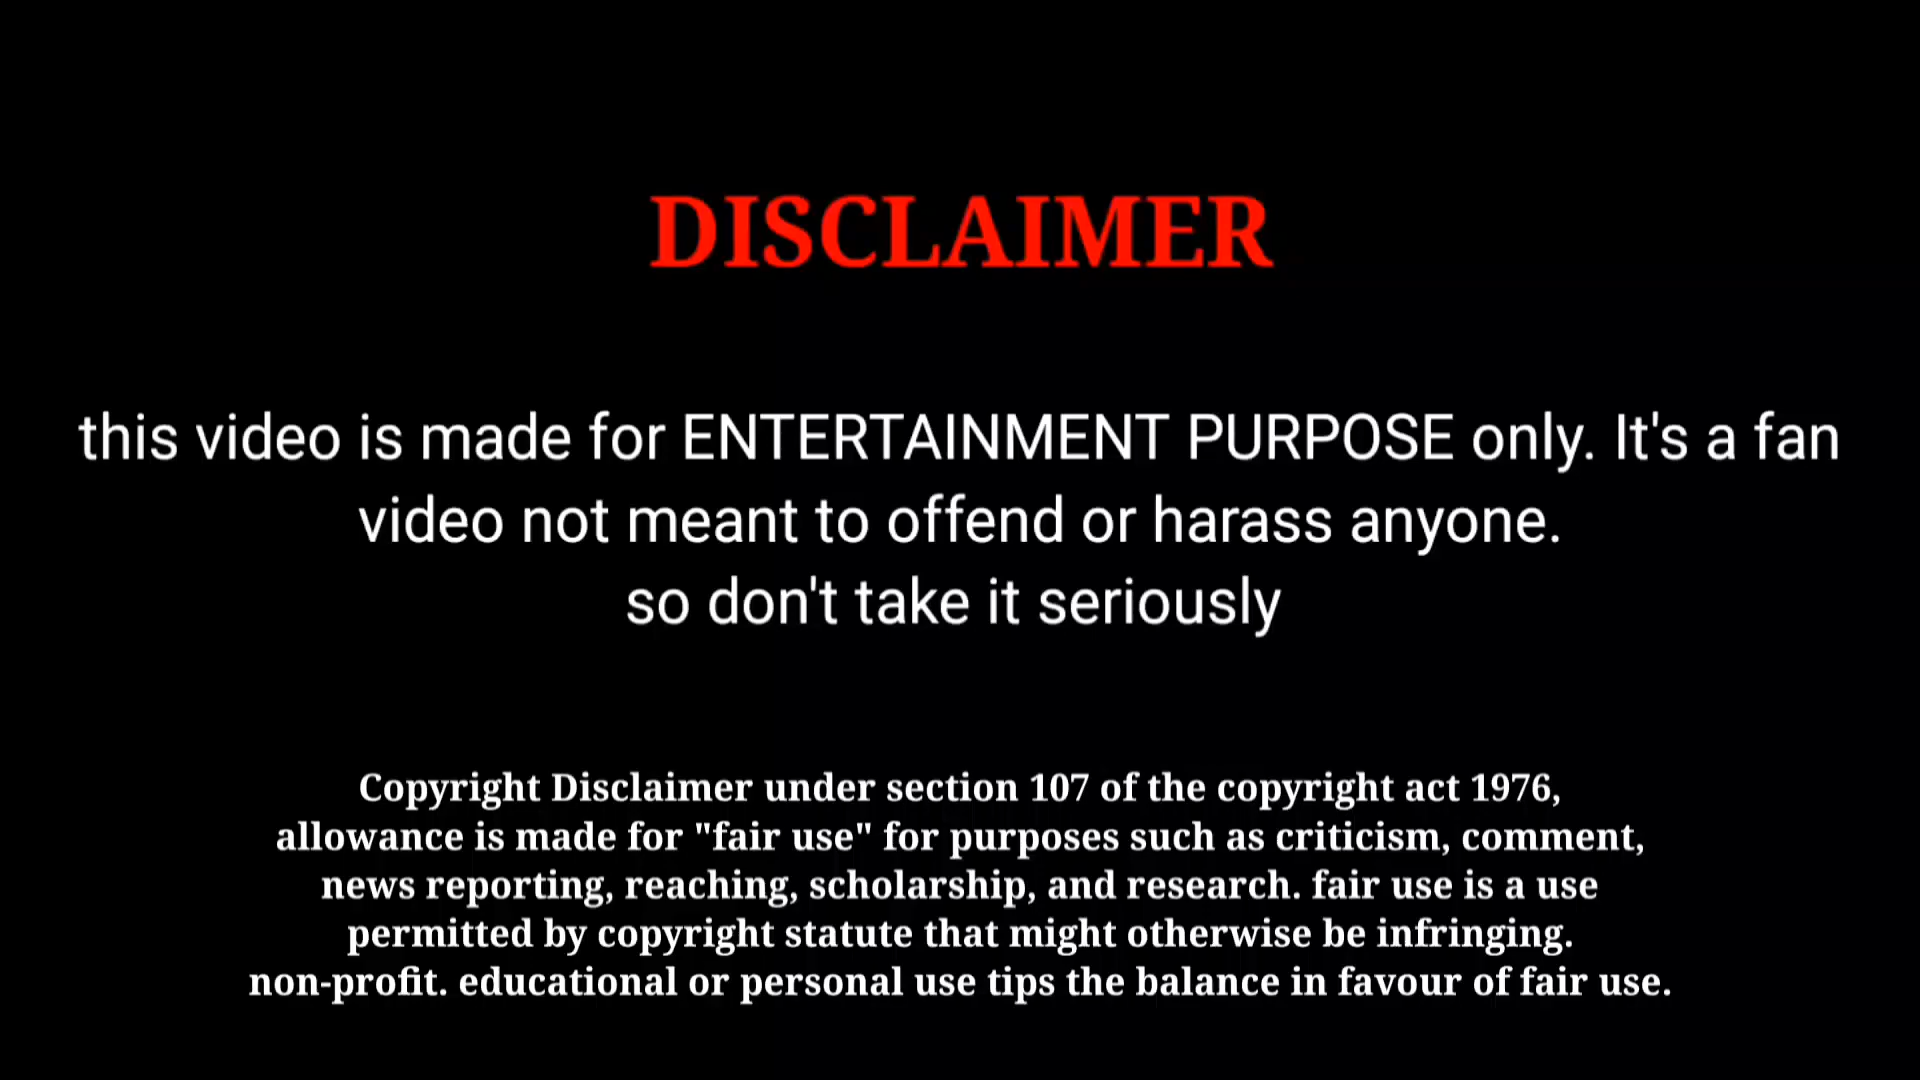 DISCLAIMER
this video is made for ENTERTAINMENT PURPOSE only. It's a fan
video not meant to offend or harass anyone.
so don't take it seriously
Copyright Disclaimer under section 107 of the copyright act 1976,
allowance is made for "fair use" for purposes such as criticism, comment,
news reporting, reaching, scholarship, and research. fair use is a use
permitted by copyright statute that might otherwise be infringing.
non-profit. educational or personal use tips the balance in favour of fair use.